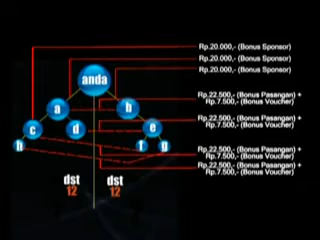 Rp.20.000,- (Bonus Sponsor)
Rp.20.000,- (Bonus Sponsor)
Rp.20.000,- (Bonus Sponsor)
anda
Rp.22.500,- (Bonus Pasangan) +
Rp.7.500,- (Bonus Voucher)
a
b
Rp.22.500,- (Bonus Pasangan) +
Rp.7.500,- (Bonus Voucher)
c
d
e
h
f
g
Rp.22.500,- (Bonus Pasangan) +
Rp.7.500,- (Bonus Voucher)
Rp.22.500,- (Bonus Pasangan) +
Rp.7.500,- (Bonus Voucher)
dst
12
dst
12